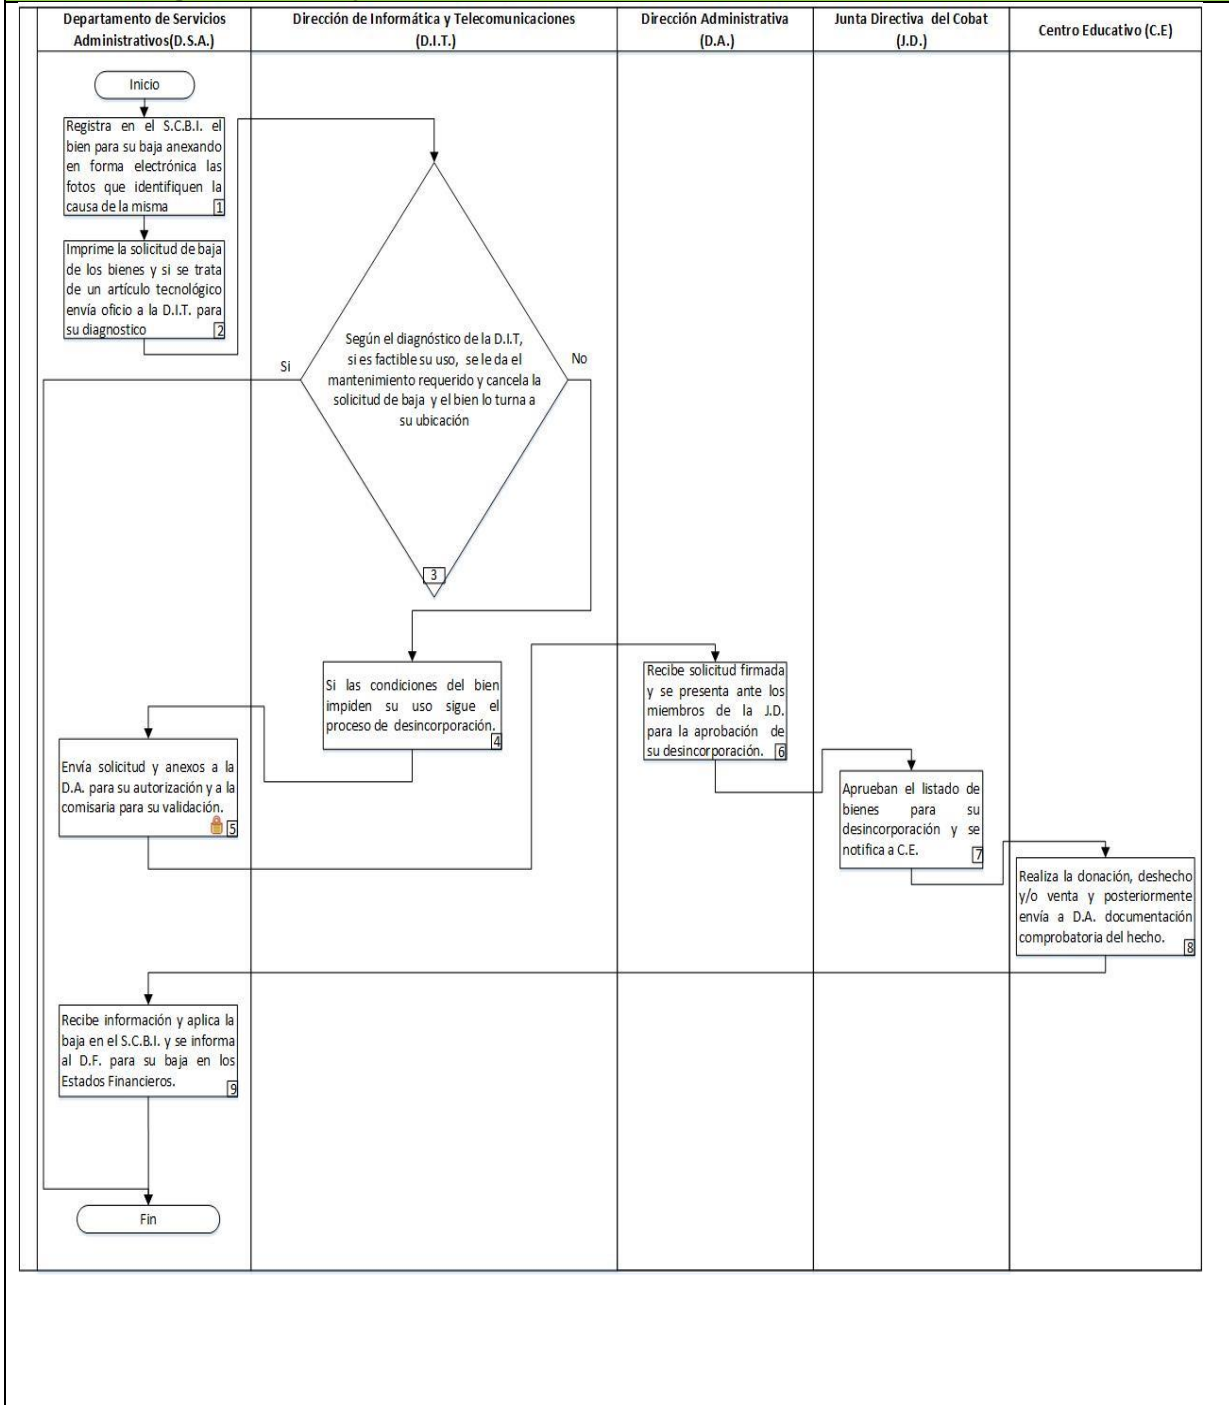 Departamento de Servicios
Administrativos(D.S.A.)
Dirección de Informática y Telecomunicaciones
(D.I.T.)
Dirección Administrativa
(D.A.)
Junta Directiva del Cobat
(J.D.)
Centro Educativo (C.E)
Inicio
Registra en el S.C.B.I. el
bien para su baja anexando
en forma electrónica las
fotos que identifiquen la
causa de la misma
1
Imprime la solicitud de baja
de los bienes y si se trata
de un artículo tecnológico
envía oficio a la D.I.T. para
su diagnostico
2
Según el diagnóstico de la D.I.T,
si es factible su uso, se le da el
mantenimiento requerido y cancela la
solicitud de baja y el bien lo turna a
su ubicación
Si
No
3
Si las condiciones del bien
impiden su uso sigue el
proceso de desincorporación.
4
Envía solicitud y anexos a la
D.A. para su autorización y a la
comisaria para su validación.
5
Recibe solicitud firmada
y se presenta ante los
miembros de la J.D.
para la aprobación de
su desincorporación.
6
Aprueban el listado de
bienes para su
desincorporación y se
notifica a C.E.
7
Realiza la donación, deshecho
y/o venta y posteriormente
envía a D.A. documentación
comprobatoria del hecho.
8
Recibe información y aplica la
baja en el S.C.B.I. y se informa
al D.F. para su baja en los
Estados Financieros.
9
Fin